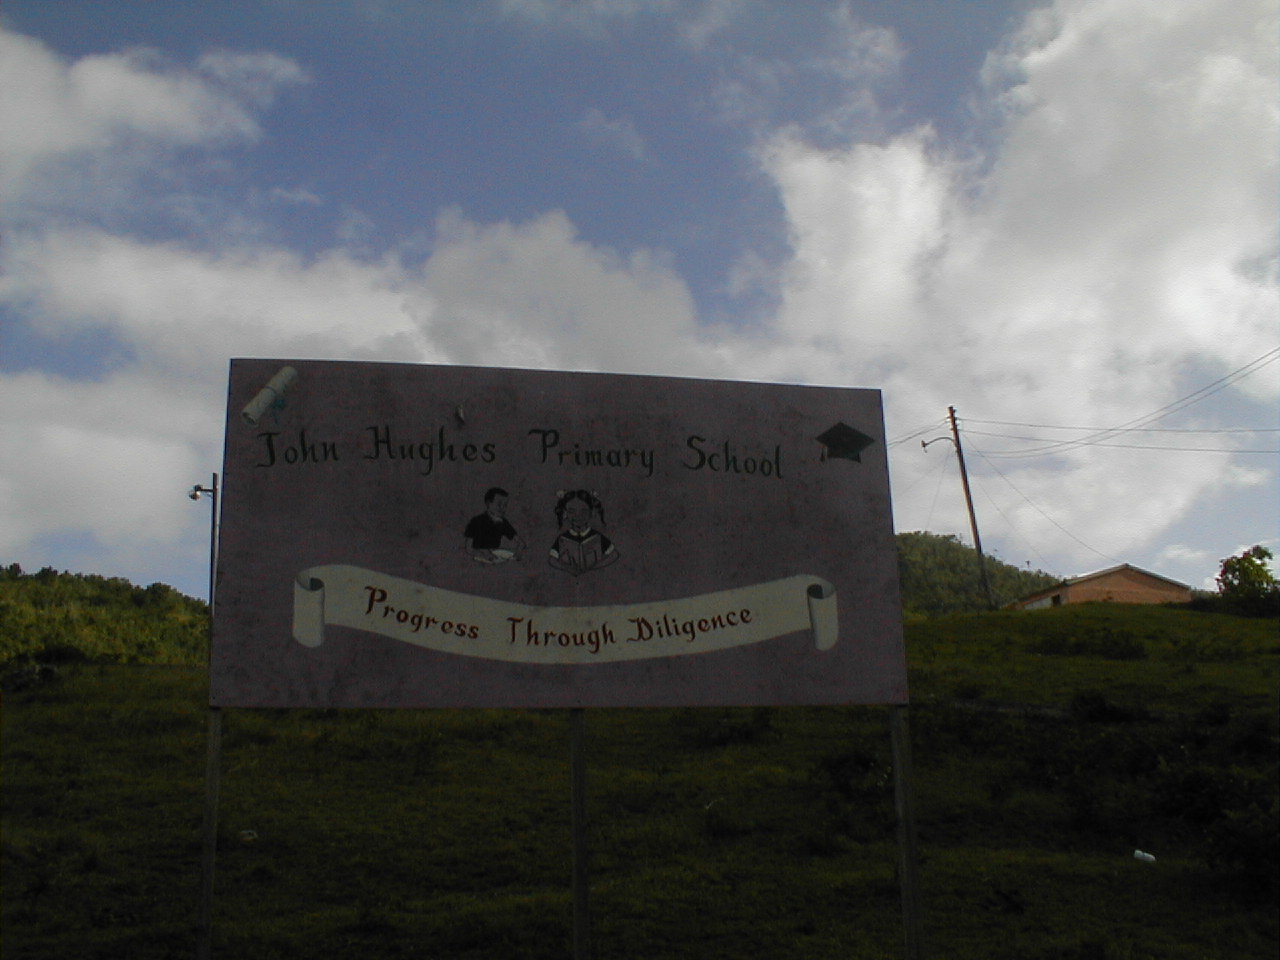 John Hughes Primary School
Progress Through Diligence